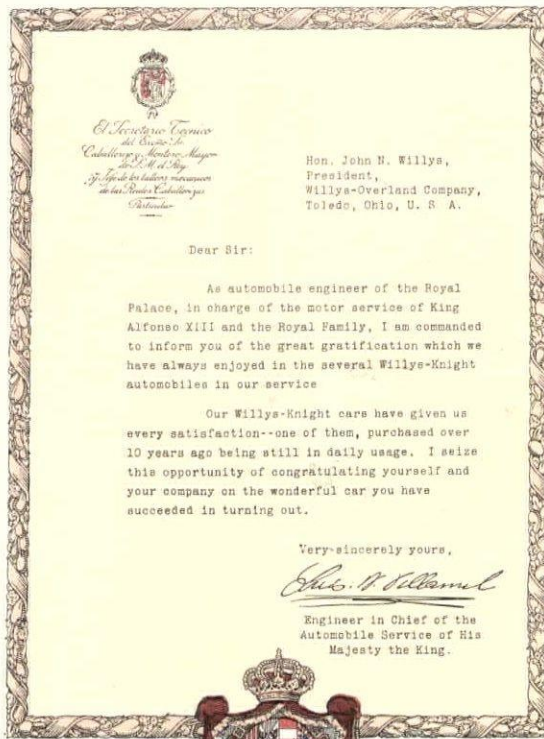 El Secretario Técnico
del Excmo. Sr.
Caballerizo y Montero Mayor
de S. M. el Rey
y Jefe de los talleres mecanicos
de las Reales Caballerizas
Particular
Hon. John N. Willys,
President,
Willys-Overland Company,
Toledo, Ohio, U. S A.
Dear Sir:
As automobile engineer of the Royal
Palace, in charge of the motor service of King
Alfonso XIII and the Royal Family, I am commanded
to inform you of the great gratification which we
have always enjoyed in the several Willys-Knight
automobiles in our service
Our Willys-Knight cars have given us
every satisfaction--one of them, purchased over
10 years ago being still in daily usage. I seize
this opportunity of congratulating yourself and
your company on the wonderful car you have
succeeded in turning out.
Very sincerely yours,
Engineer in Chief of the
Automobile Service of His
Majesty the King.